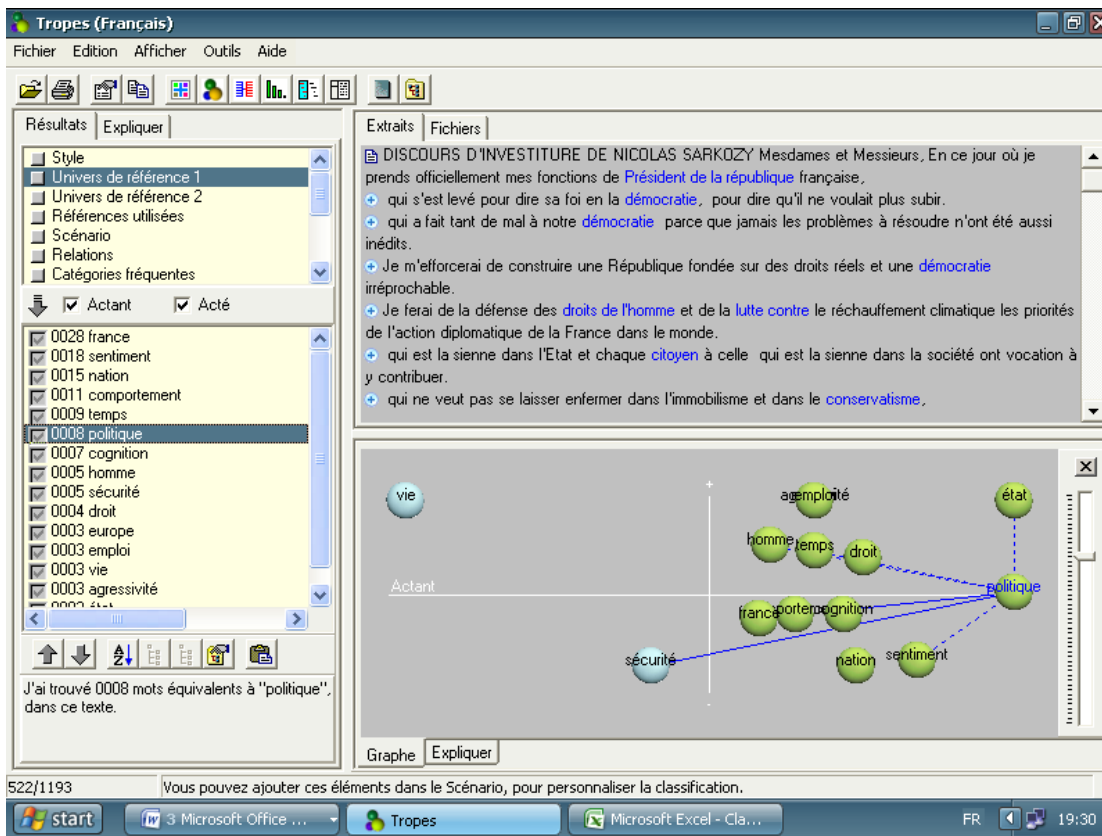 Tropes (Français)
Fichier Edition Afficher Outils Aide
Résultats Expliquer
Style
Univers de référence 1
Univers de référence 2
Références utilisées
Scénario
Relations
Catégories fréquentes
Actant Acté
0028 france
0018 sentiment
0015 nation
0011 comportement
0009 temps
0008 politique
0007 cognition
0005 homme
0005 sécurité
0004 droit
0003 europe
0003 emploi
0003 vie
0003 agressivité
J'ai trouvé 0008 mots équivalents à "politique",
dans ce texte.
Extraits Fichiers
DISCOURS D'INVESTITURE DE NICOLAS SARKOZY Mesdames et Messieurs, En ce jour où je
prends officiellement mes fonctions de Président de la république française,
qui s'est levé pour dire sa foi en la démocratie, pour dire qu'il ne voulait plus subir.
qui a fait tant de mal à notre démocratie parce que jamais les problèmes à résoudre n'ont été aussi
inédits.
Je m'efforcerai de construire une République fondée sur des droits réels et une démocratie
irréprochable.
Je ferai de la défense des droits de l'homme et de la lutte contre le réchauffement climatique les priorités
de l'action diplomatique de la France dans le monde.
qui est la sienne dans l'Etat et chaque citoyen à celle qui est la sienne dans la société ont vocation à
y contribuer.
qui ne veut pas se laisser enfermer dans l'immobilisme et dans le conservatisme,
vie
+
état
homme temps droit
Actant
politique
france
sécurité
nation sentiment
-
Graphe Expliquer
522/1193 Vous pouvez ajouter ces éléments dans le Scénario, pour personnaliser la classification.
start 3 Microsoft Office ... Tropes Microsoft Excel - Cla... FR 19:30